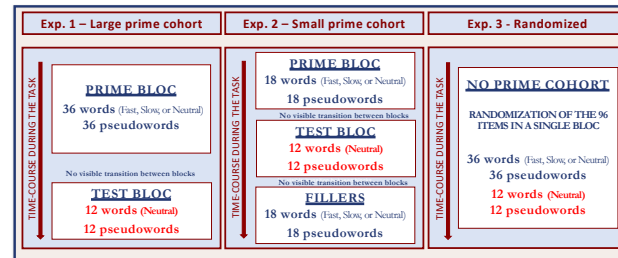 Exp. 1 – Large prime cohort
TIME-COURSE DURING THE TASK
PRIME BLOC
36 words (Fast, Slow, or Neutral)
36 pseudowords
No visible transition between blocks
TEST BLOC
12 words (Neutral)
12 pseudowords
Exp. 2 – Small prime cohort
TIME-COURSE DURING THE TASK
PRIME BLOC
18 words (Fast, Slow, or Neutral)
18 pseudowords
No visible transition between blocks
TEST BLOC
12 words (Neutral)
12 pseudowords
No visible transition between blocks
FILLERS
18 words (Fast, Slow, or Neutral)
18 pseudowords
Exp. 3 - Randomized
TIME-COURSE DURING THE TASK
NO PRIME COHORT
RANDOMIZATION OF THE 96
ITEMS IN A SINGLE BLOC
36 words (Fast, Slow, or Neutral)
36 pseudowords
12 words (Neutral)
12 pseudowords